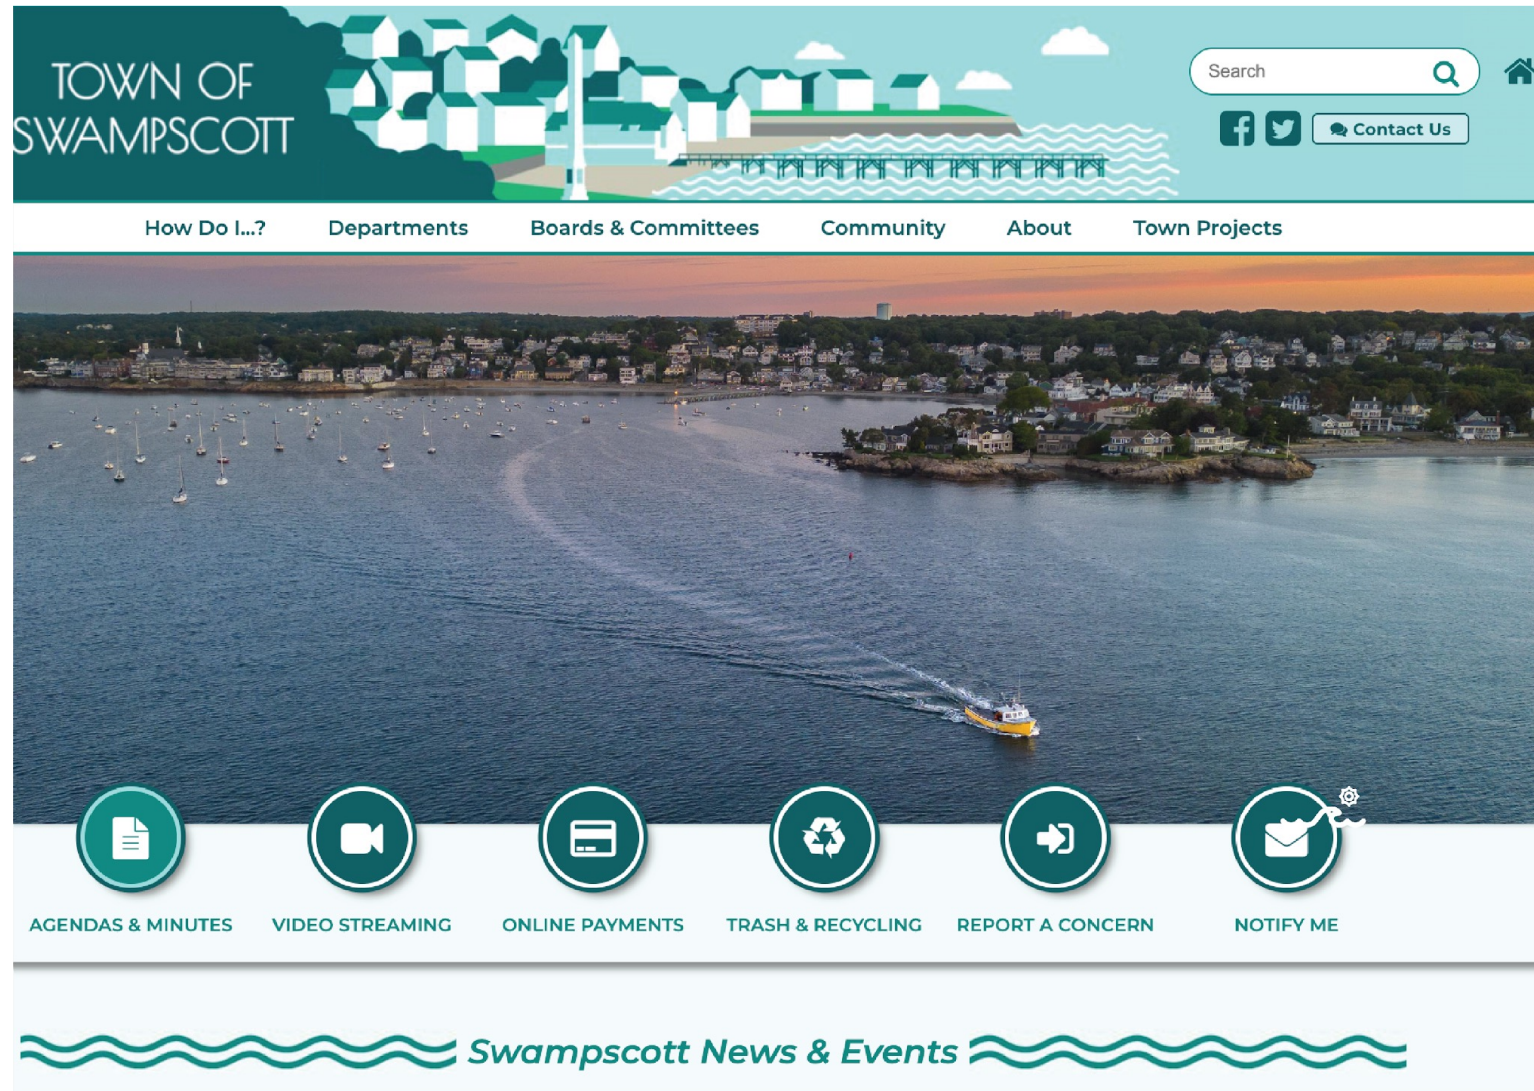 TOWN OF
SWAMPSCOTT
Search
Contact Us
How Do I...? Departments Boards & Committees Community About Town Projects
AGENDAS & MINUTES VIDEO STREAMING ONLINE PAYMENTS TRASH & RECYCLING REPORT A CONCERN NOTIFY ME
Swampscott News & Events